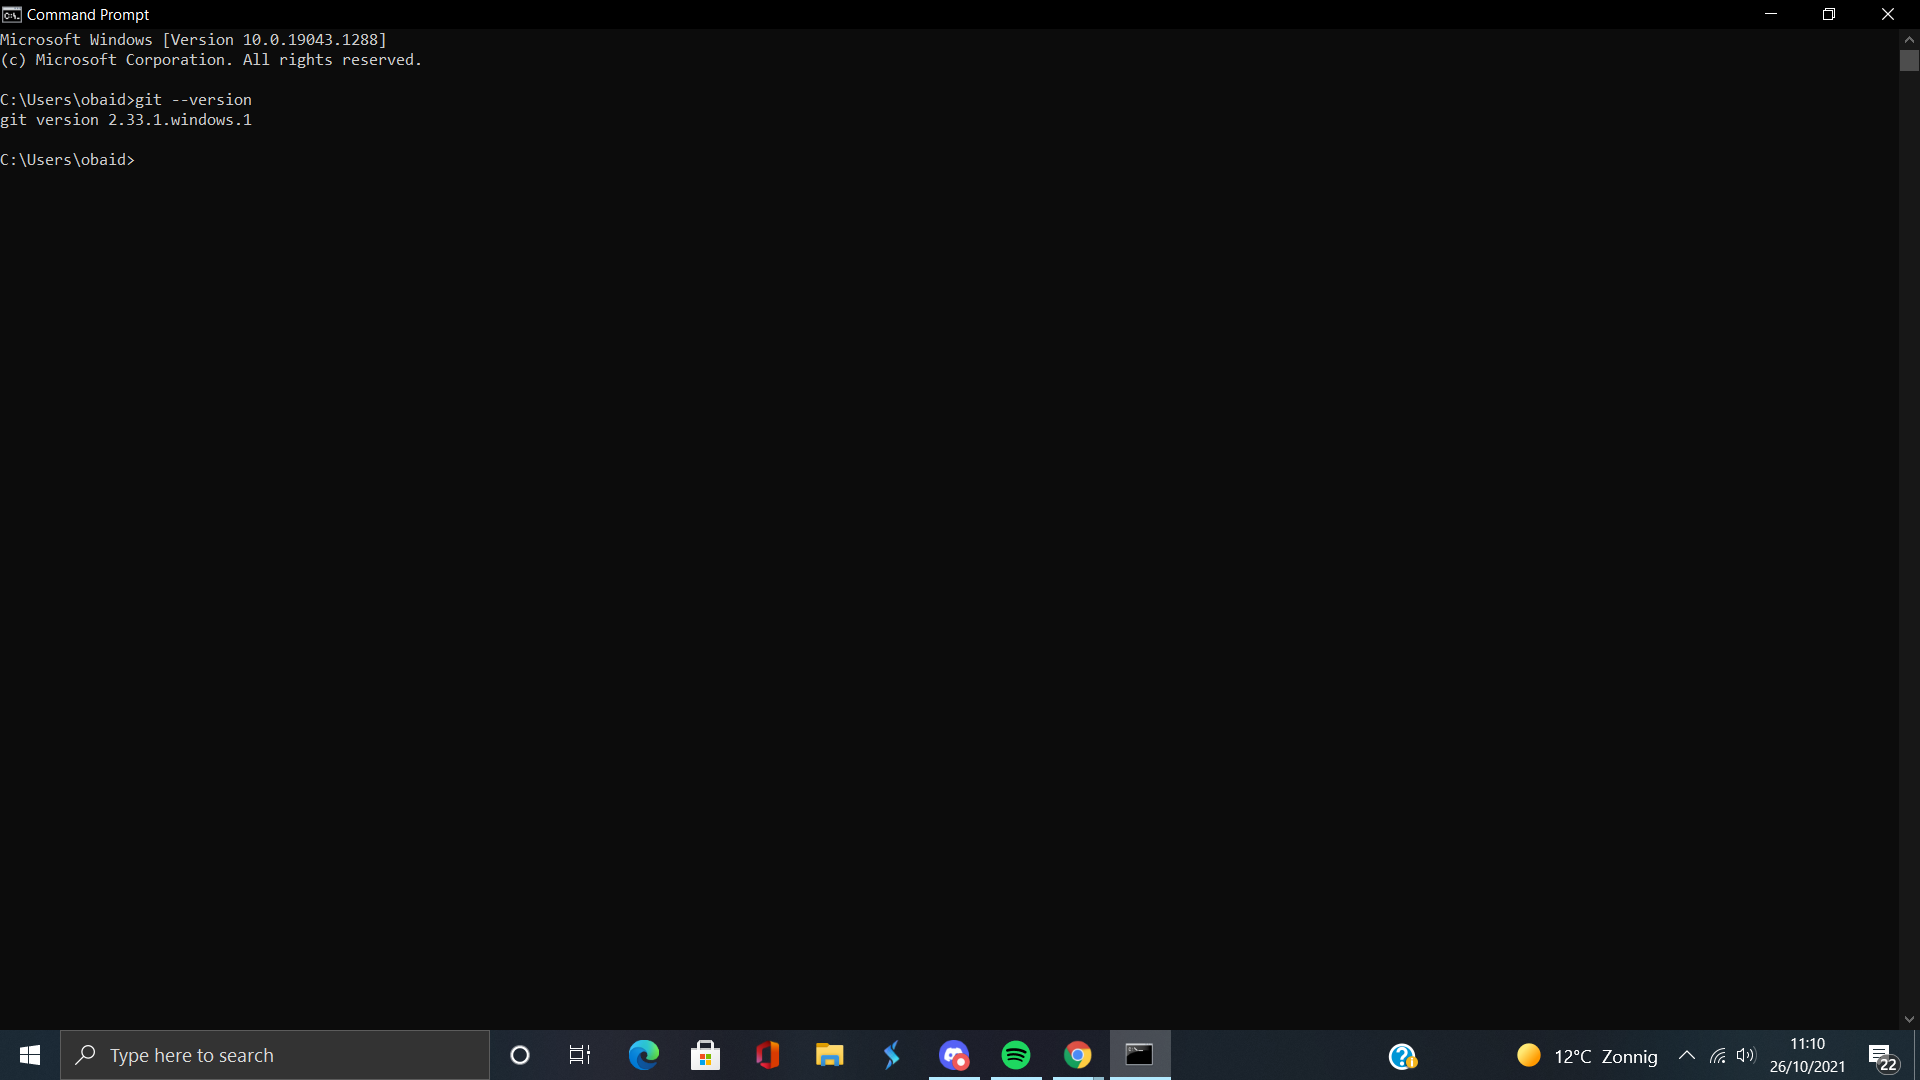 Command Prompt
Microsoft Windows [Version 10.0.19043.1288]
(c) Microsoft Corporation. All rights reserved.
C:\Users\obaid>git --version
git version 2.33.1.windows.1
C:\Users\obaid>
Type here to search
12°C Zonnig
11:10
26/10/2021
22